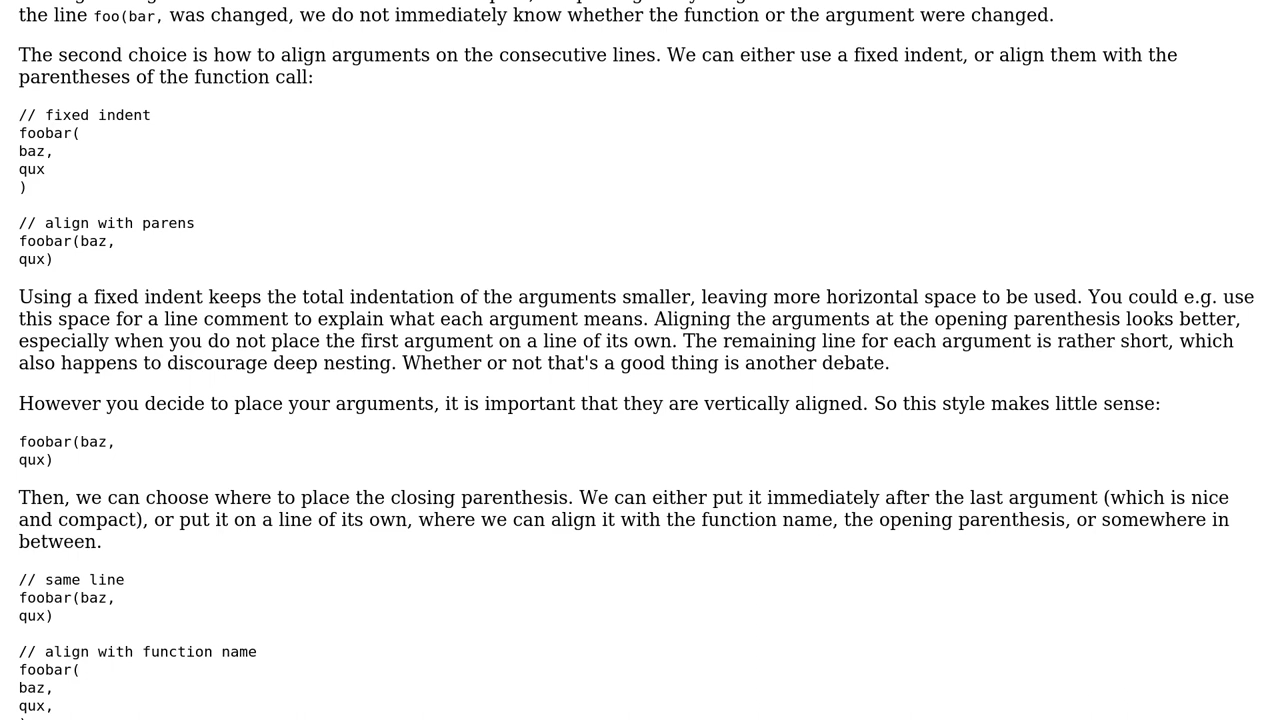 the line foo(bar, was changed, we do not immediately know whether the function or the argument were changed.
The second choice is how to align arguments on the consecutive lines. We can either use a fixed indent, or align them with the
parentheses of the function call:
// fixed indent
foobar(
baz,
qux
)
// align with parens
foobar(baz,
qux)
Using a fixed indent keeps the total indentation of the arguments smaller, leaving more horizontal space to be used. You could e.g. use
this space for a line comment to explain what each argument means. Aligning the arguments at the opening parenthesis looks better,
especially when you do not place the first argument on a line of its own. The remaining line for each argument is rather short, which
also happens to discourage deep nesting. Whether or not that's a good thing is another debate.
However you decide to place your arguments, it is important that they are vertically aligned. So this style makes little sense:
foobar(baz,
qux)
Then, we can choose where to place the closing parenthesis. We can either put it immediately after the last argument (which is nice
and compact), or put it on a line of its own, where we can align it with the function name, the opening parenthesis, or somewhere in
between.
// same line
foobar(baz,
qux)
// align with function name
foobar(
baz,
qux,